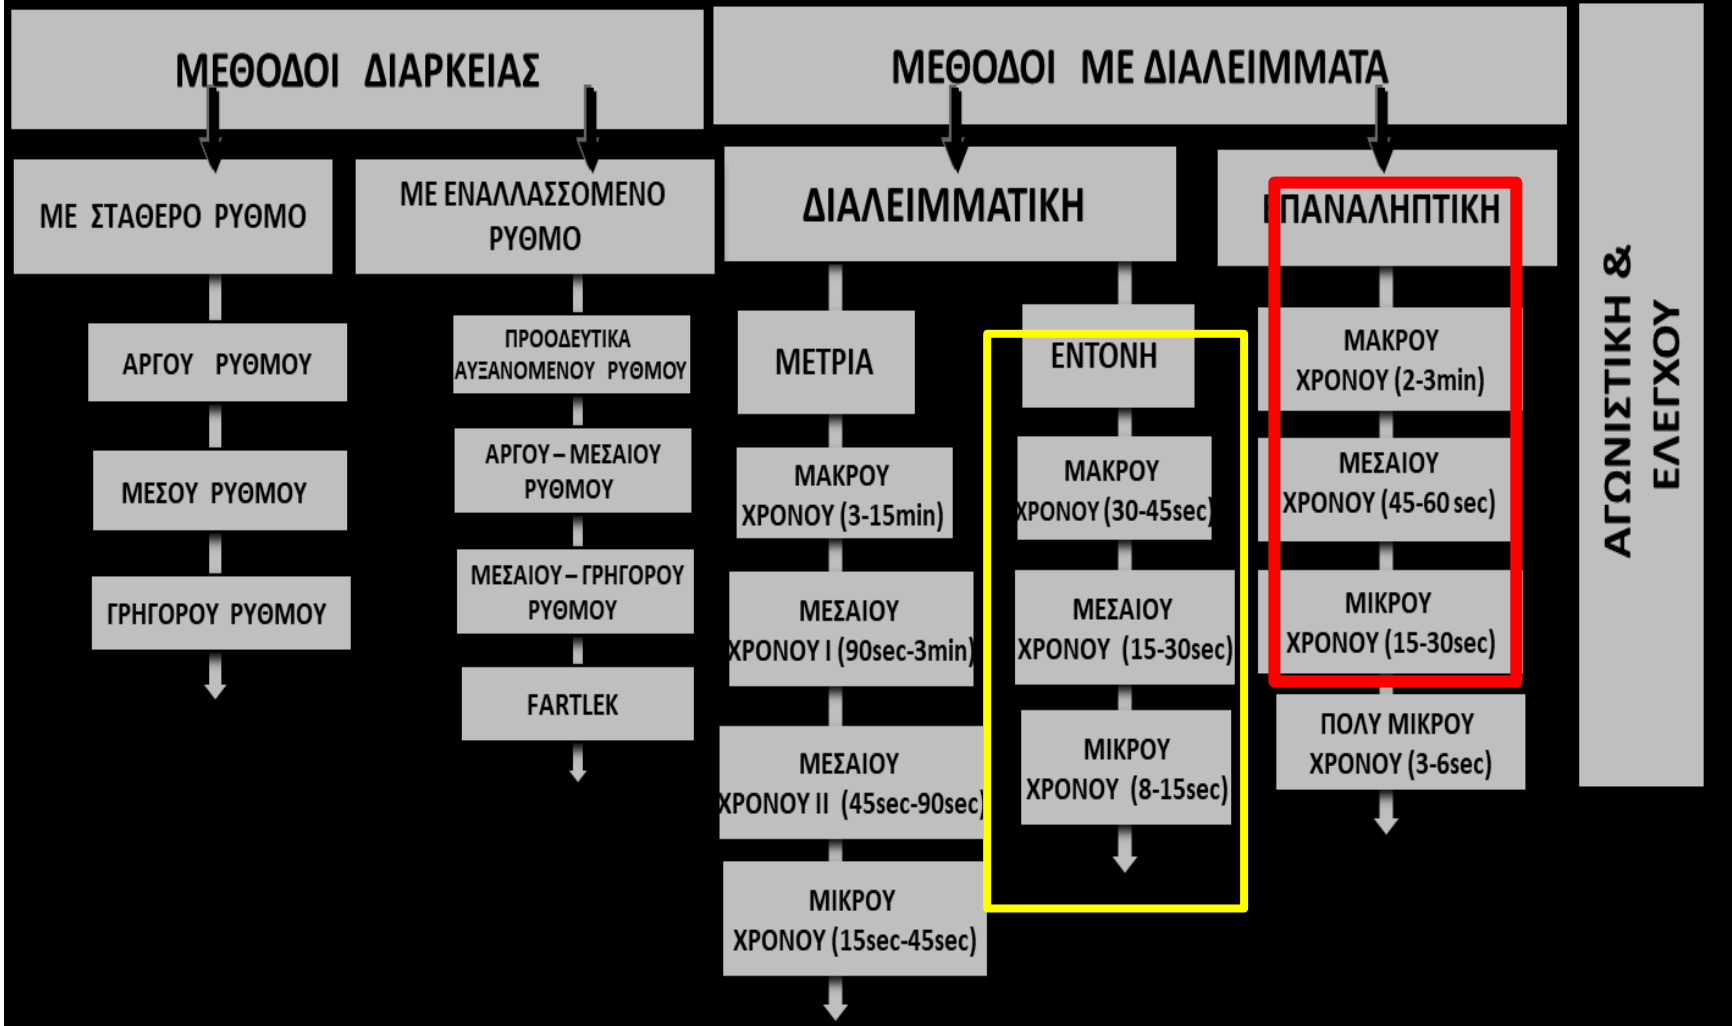 ΜΕΘΟΔΟΙ ΔΙΑΡΚΕΙΑΣ
ΜΕ ΣΤΑΘΕΡΟ ΡΥΘΜΟ
ΑΡΓΟΥ ΡΥΘΜΟΥ
ΜΕΣΟΥ ΡΥΘΜΟΥ
ΓΡΗΓΟΡΟΥ ΡΥΘΜΟΥ
ΜΕ ΕΝΑΛΛΑΣΣΟΜΕΝΟ
ΡΥΘΜΟ
ΠΡΟΟΔΕΥΤΙΚΑ
ΑΥΞΑΝΟΜΕΝΟΥ ΡΥΘΜΟΥ
ΑΡΓΟΥ – ΜΕΣΑΙΟΥ
ΡΥΘΜΟΥ
ΜΕΣΑΙΟΥ – ΓΡΗΓΟΡΟΥ
ΡΥΘΜΟΥ
FARTLEK
ΜΕΘΟΔΟΙ ΜΕ ΔΙΑΛΕΙΜΜΑΤΑ
ΔΙΑΛΕΙΜΜΑΤΙΚΗ
ΜΕΤΡΙΑ
ΜΑΚΡΟΥ
ΧΡΟΝΟΥ (3-15min)
ΜΕΣΑΙΟΥ
ΧΡΟΝΟΥ Ι (90sec-3min)
ΜΕΣΑΙΟΥ
ΧΡΟΝΟΥ ΙΙ (45sec-90sec)
ΜΙΚΡΟΥ
ΧΡΟΝΟΥ (15sec-45sec)
ΕΝΤΟΝΗ
ΜΑΚΡΟΥ
ΧΡΟΝΟΥ (30-45sec)
ΜΕΣΑΙΟΥ
ΧΡΟΝΟΥ (15-30sec)
ΜΙΚΡΟΥ
ΧΡΟΝΟΥ (8-15sec)
ΕΠΑΝΑΛΗΠΤΙΚΗ
ΜΑΚΡΟΥ
ΧΡΟΝΟΥ (2-3min)
ΜΕΣΑΙΟΥ
ΧΡΟΝΟΥ (45-60 sec)
ΜΙΚΡΟΥ
ΧΡΟΝΟΥ (15-30sec)
ΠΟΛΥ ΜΙΚΡΟΥ
ΧΡΟΝΟΥ (3-6sec)
ΑΓΩΝΙΣΤΙΚΗ &
ΕΛΕΓΧΟΥ